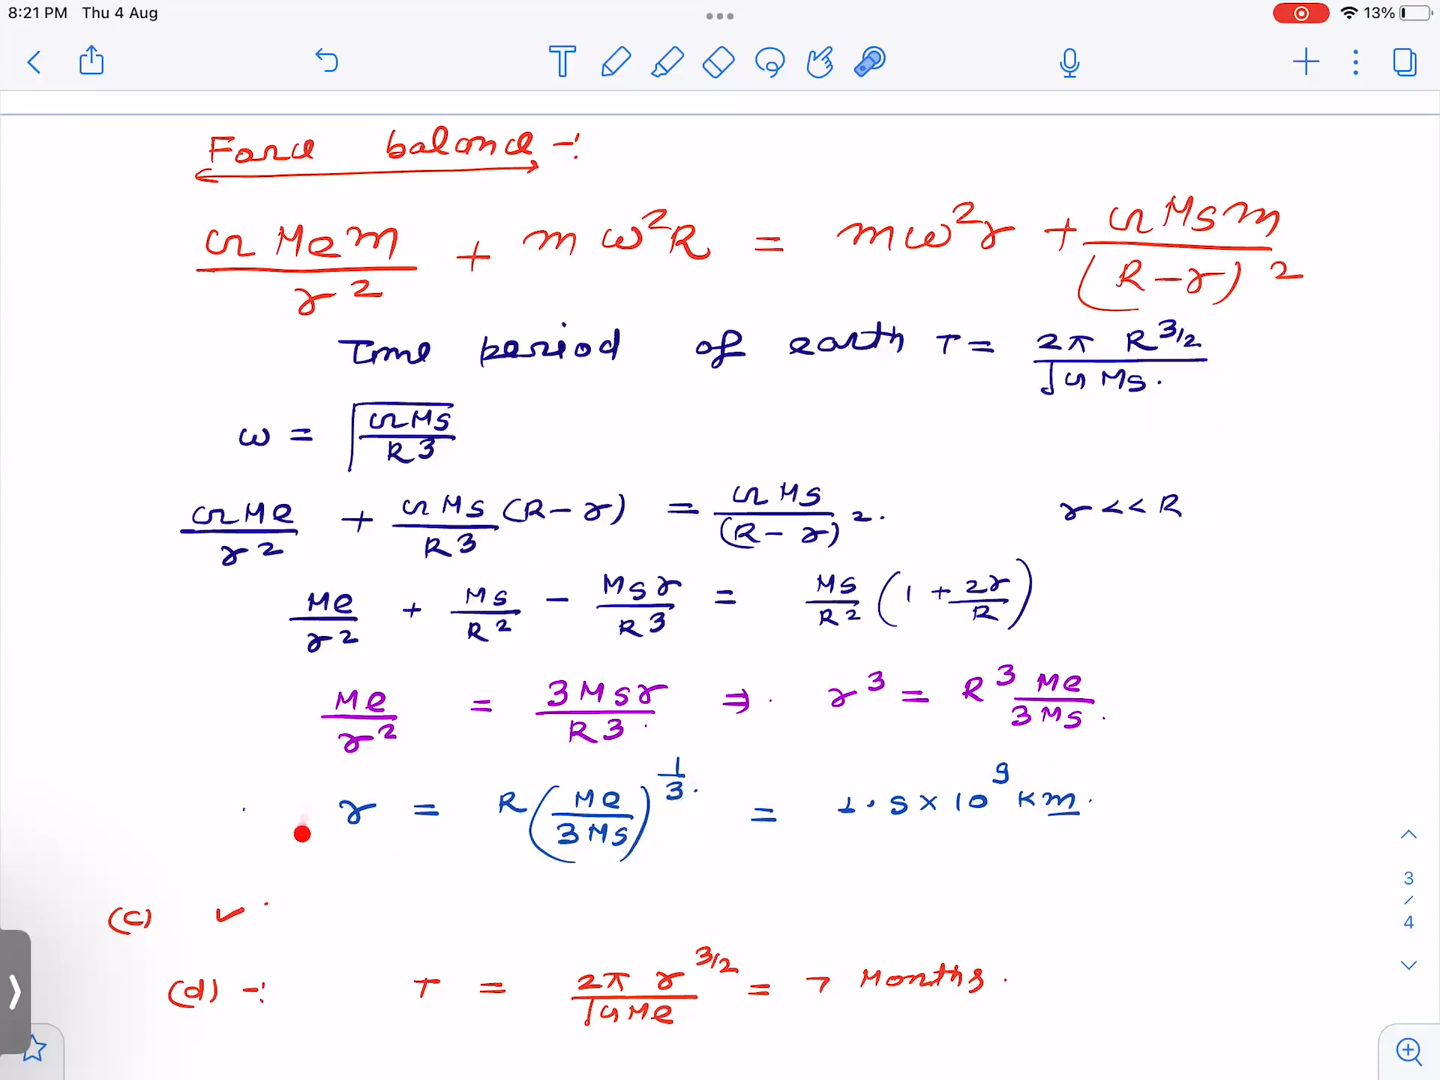 8:21 PM Thu 4 Aug 13%
Force balance -:
GMem/r² + mω²R = mω²r + GMsm/(R-r)²
Time period of earth T = 2π R^3/2 / √GMs.
ω = √(GMs/R³)
GMe/r² + GMs/R³ (R-r) = GMs/(R-r)². r << R
Me/r² + Ms/R² - Msr/R³ = Ms/R² (1 + 2r/R)
Me/r² = 3Msr/R³ ⇒ r³ = R³ Me/3Ms.
r = R (Me/3Ms)^1/3. = 1.5 × 10⁹ km.
(c) ✓
(d) -: T = 2π r^3/2 / √GMe = 7 Months.
3
/
4